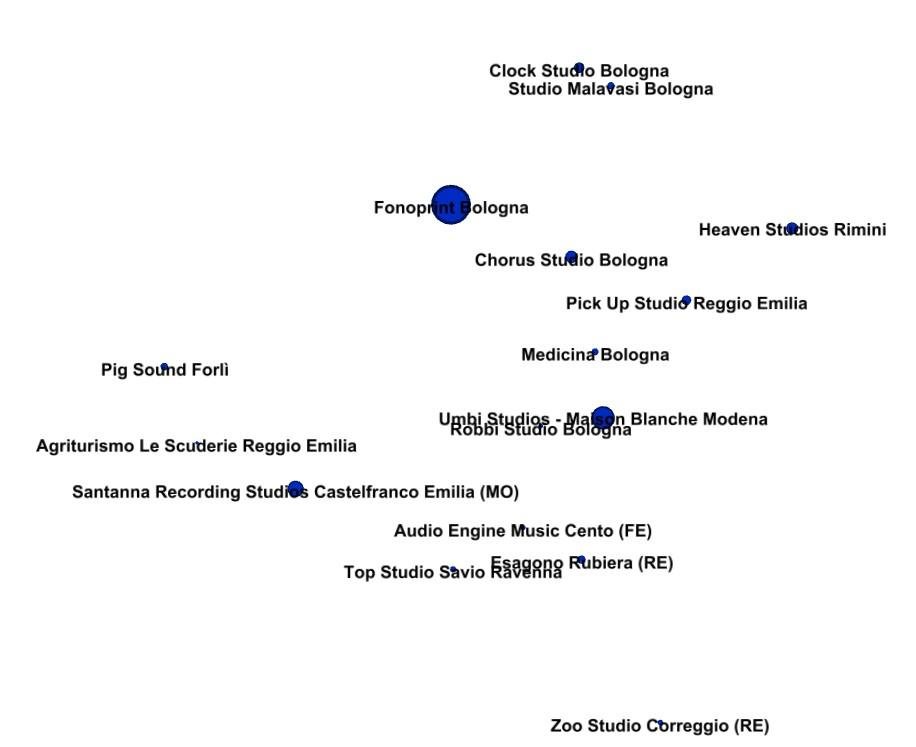 Clock Studio Bologna
Studio Malavasi Bologna
Fonoprint Bologna
Heaven Studios Rimini
Chorus Studio Bologna
Pick Up Studio Reggio Emilia
Medicina Bologna
Pig Sound Forlì
Umbi Studios - Maison Blanche Modena
Robbi Studio Bologna
Agriturismo Le Scuderie Reggio Emilia
Santanna Recording Studios Castelfranco Emilia (MO)
Audio Engine Music Cento (FE)
Esagono Rubiera (RE)
Top Studio Savio Ravenna
Zoo Studio Correggio (RE)